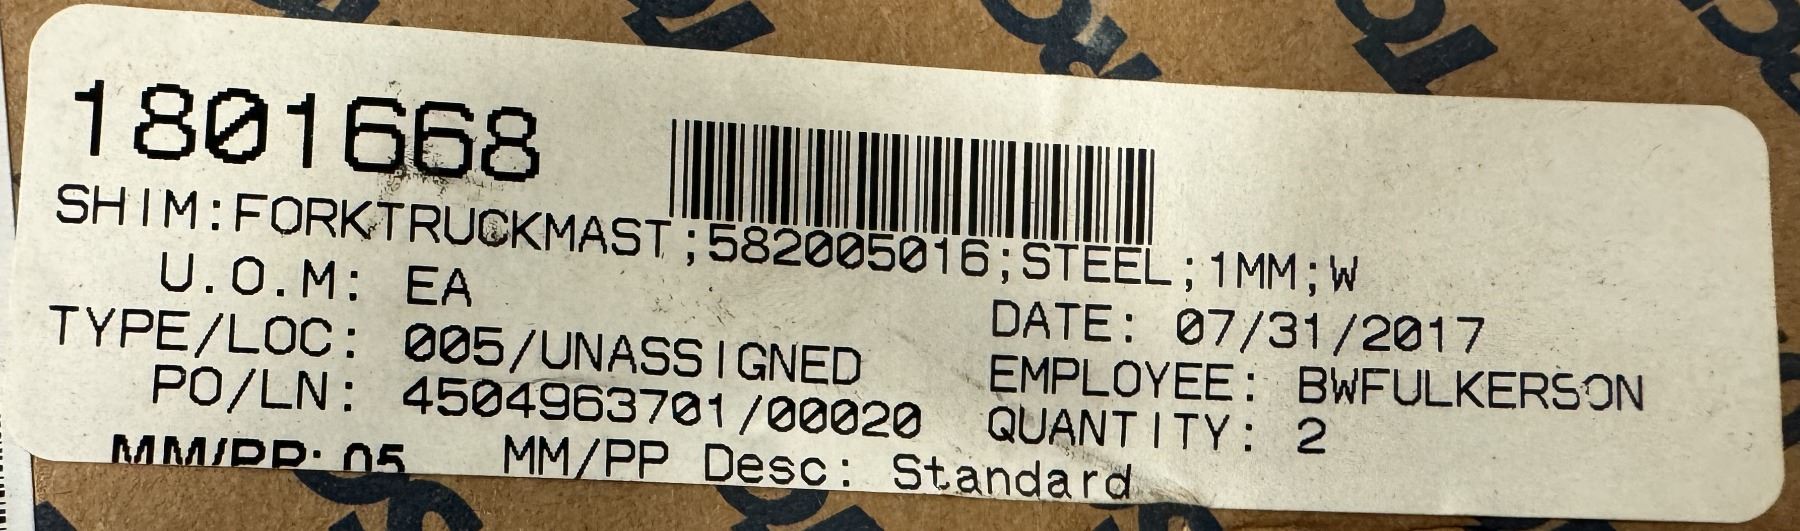 1801668
SHIM:FORKTRUCKMAST;582005016;STEEL;1MM;W
U.O.M: EA
DATE: 07/31/2017
TYPE/LOC: 005/UNASSIGNED
EMPLOYEE: BWFULKERSON
PO/LN: 4504963701/00020
QUANTITY: 2
MM/PP: 05 MM/PP Desc: Standard